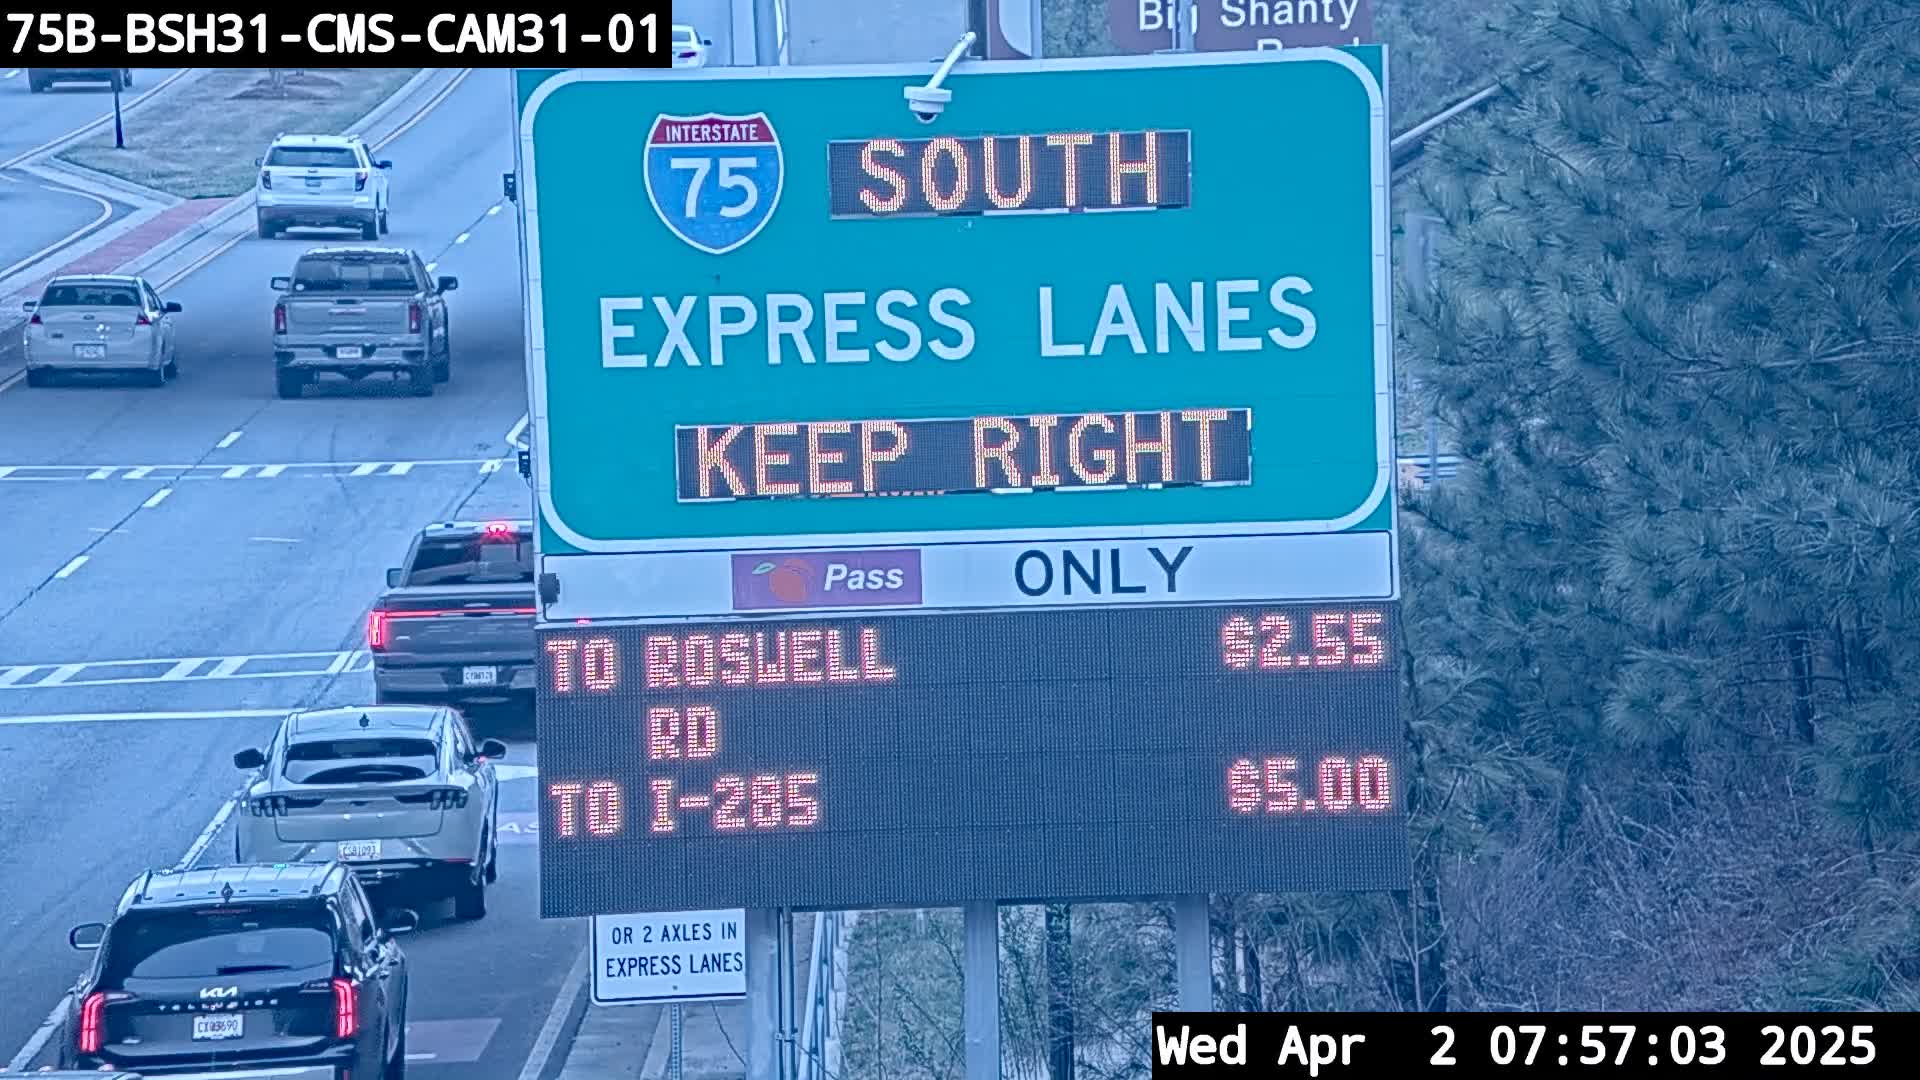 75B-BSH31-CMS-CAM31-01
Big Shanty
INTERSTATE
75
SOUTH
EXPRESS LANES
KEEP RIGHT
Pass
ONLY
TO ROSWELL $2.55
RD
TO I-285 $5.00
OR 2 AXLES IN
EXPRESS LANES
KIA
TELLURIDE
Wed Apr 2 07:57:03 2025